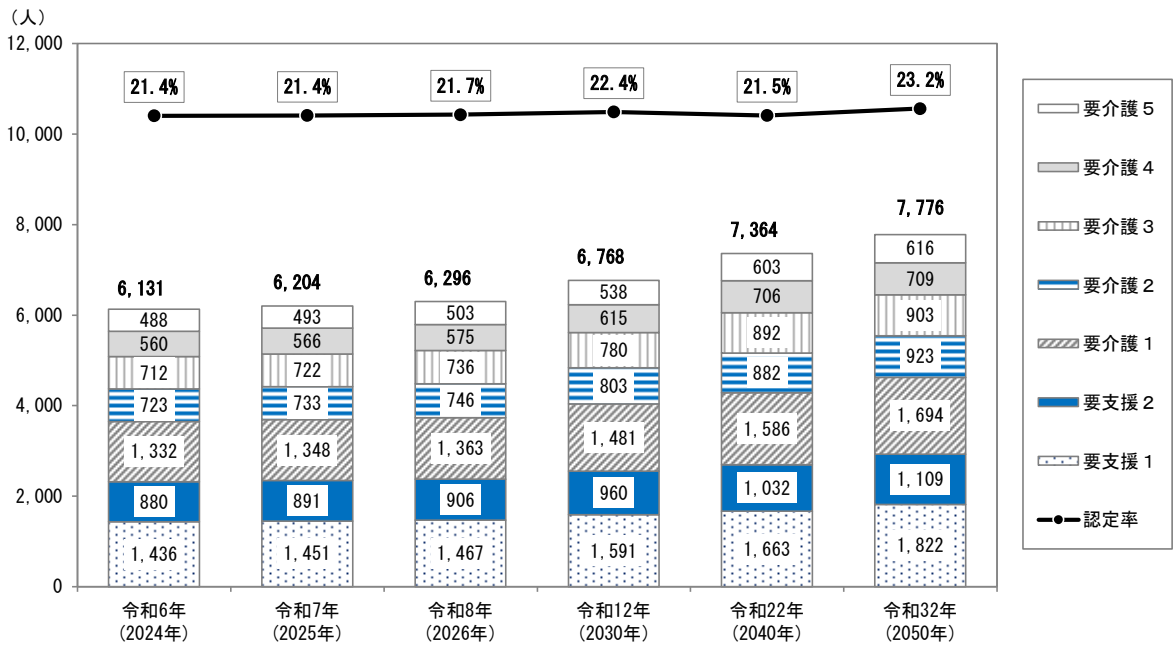 （人）
12,000
10,000
8,000
6,000
4,000
2,000
0
21.4%
21.4%
21.7%
22.4%
21.5%
23.2%
6,131
6,204
6,296
6,768
7,364
7,776
488
493
503
538
603
616
560
566
575
615
706
709
712
722
736
780
892
903
723
733
746
803
882
923
1,332
1,348
1,363
1,481
1,586
1,694
880
891
906
960
1,032
1,109
1,436
1,451
1,467
1,591
1,663
1,822
令和6年
（2024年）
令和7年
（2025年）
令和8年
（2026年）
令和12年
（2030年）
令和22年
（2040年）
令和32年
（2050年）
要介護５
要介護４
要介護３
要介護２
要介護１
要支援２
要支援１
認定率